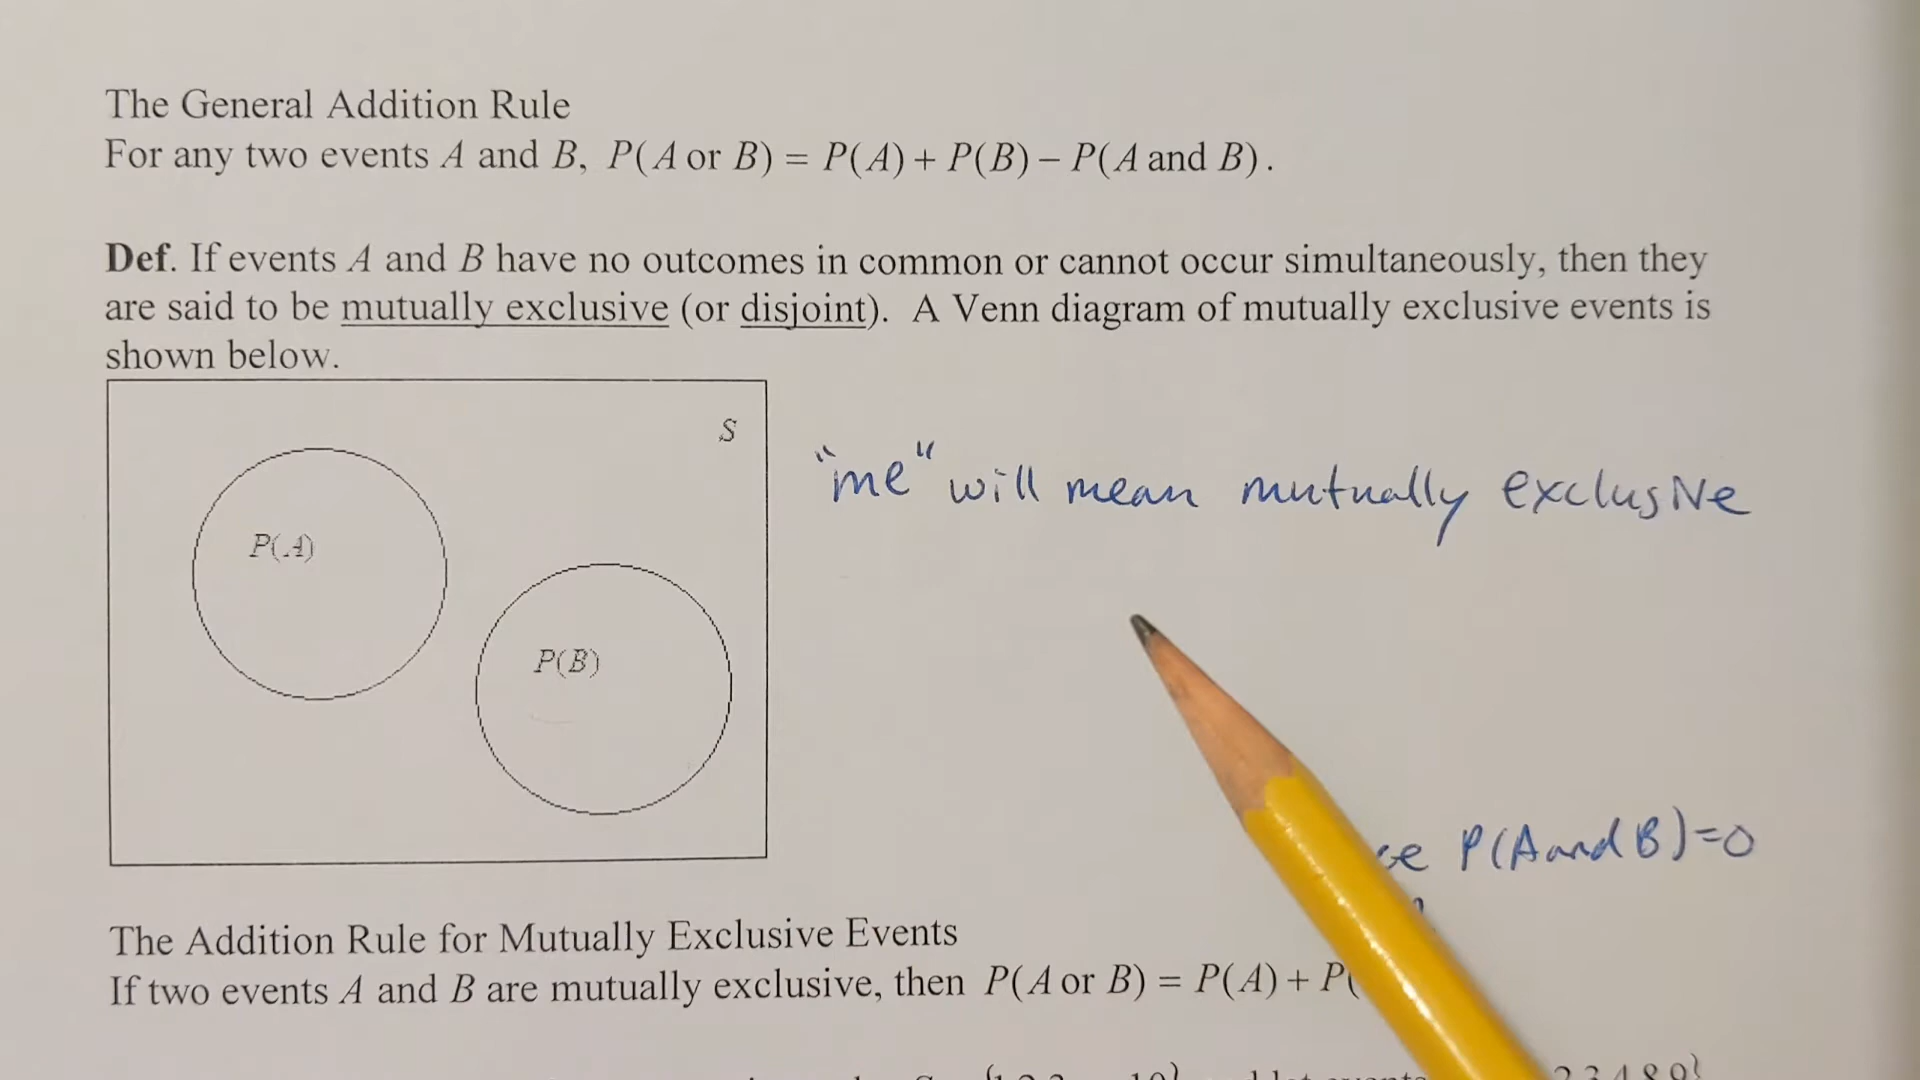 The General Addition Rule
For any two events A and B, P(A or B) = P(A) + P(B) − P(A and B).
Def. If events A and B have no outcomes in common or cannot occur simultaneously, then they
are said to be mutually exclusive (or disjoint). A Venn diagram of mutually exclusive events is
shown below.
S
P(A)
P(B)
"me" will mean mutually exclusive
P(A and B)=0
The Addition Rule for Mutually Exclusive Events
If two events A and B are mutually exclusive, then P(A or B) = P(A) + P(